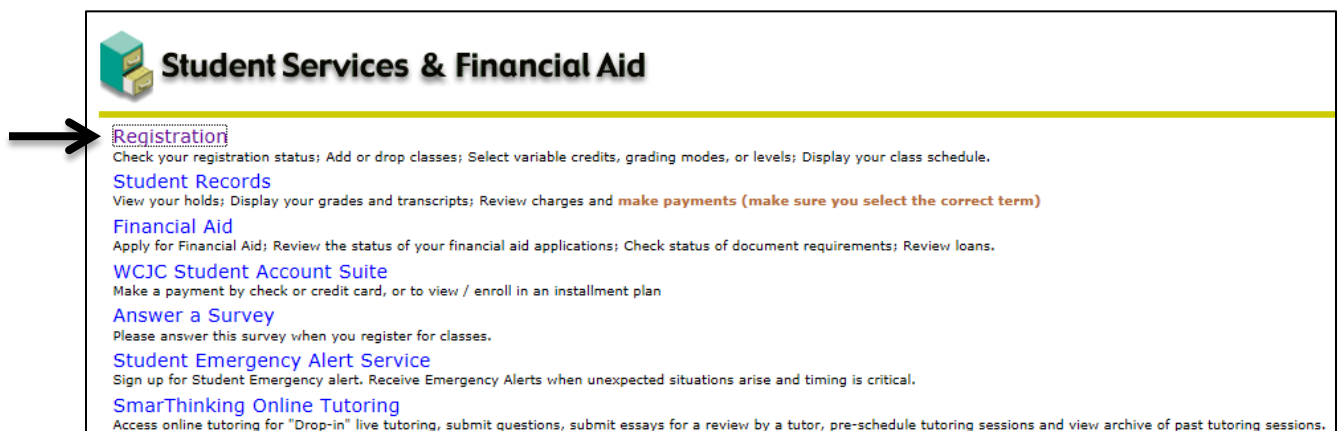 Student Services & Financial Aid
Registration
Check your registration status; Add or drop classes; Select variable credits, grading modes, or levels; Display your class schedule.
Student Records
View your holds; Display your grades and transcripts; Review charges and make payments (make sure you select the correct term)
Financial Aid
Apply for Financial Aid; Review the status of your financial aid applications; Check status of document requirements; Review loans.
WCJC Student Account Suite
Make a payment by check or credit card, or to view / enroll in an installment plan
Answer a Survey
Please answer this survey when you register for classes.
Student Emergency Alert Service
Sign up for Student Emergency alert. Receive Emergency Alerts when unexpected situations arise and timing is critical.
SmarThinking Online Tutoring
Access online tutoring for "Drop-in" live tutoring, submit questions, submit essays for a review by a tutor, pre-schedule tutoring sessions and view archive of past tutoring sessions.